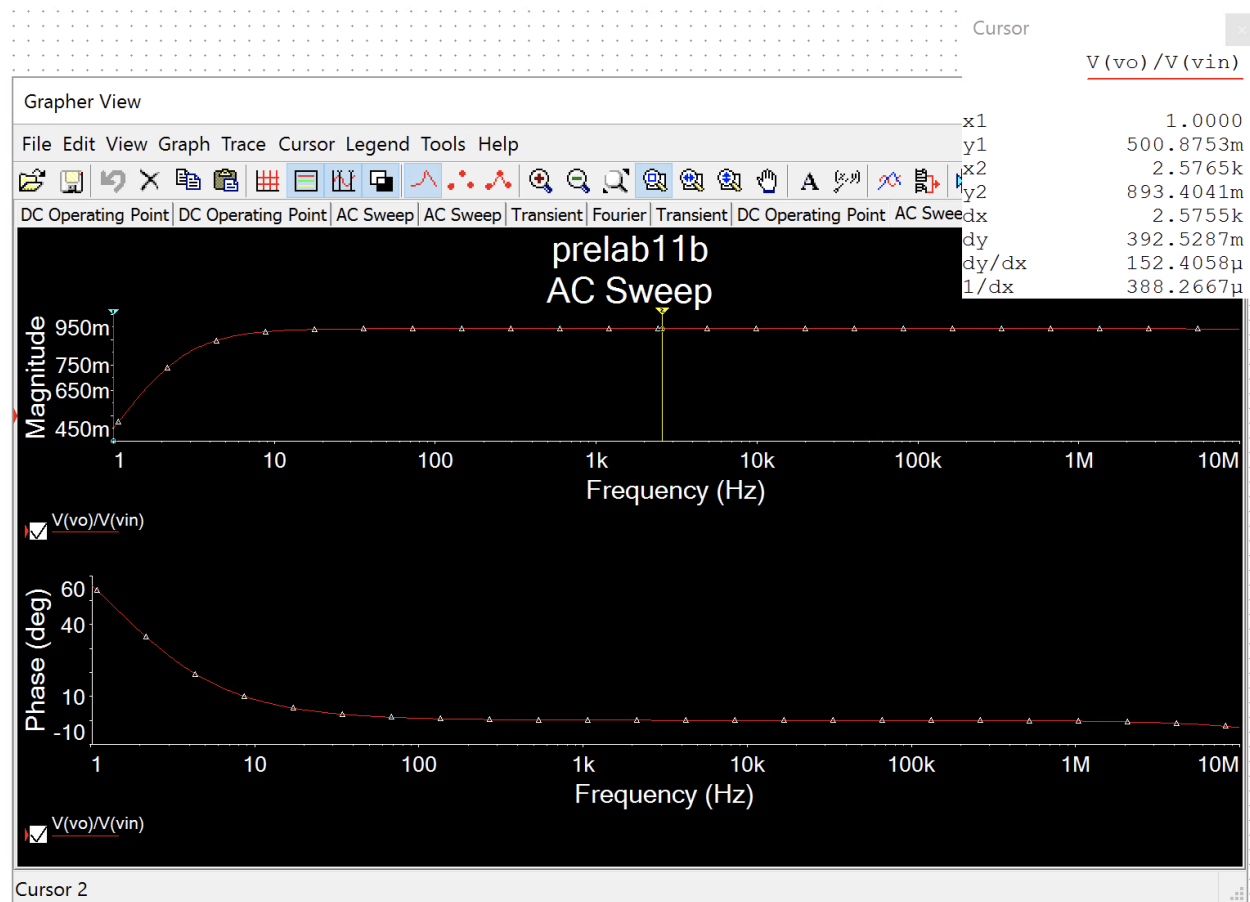 Cursor
V(vo)/V(vin)
x1 1.0000
y1 500.8753m
x2 2.5765k
y2 893.4041m
dx 2.5755k
dy 392.5287m
dy/dx 152.4058µ
1/dx 388.2667µ
Grapher View
File Edit View Graph Trace Cursor Legend Tools Help
DC Operating Point DC Operating Point AC Sweep AC Sweep Transient Fourier Transient DC Operating Point AC Swee
prelab11b
AC Sweep
Magnitude
950m
750m
650m
450m
1 10 100 1k 10k 100k 1M 10M
Frequency (Hz)
V(vo)/V(vin)
Phase (deg)
60
40
10
-10
1 10 100 1k 10k 100k 1M 10M
Frequency (Hz)
V(vo)/V(vin)
Cursor 2